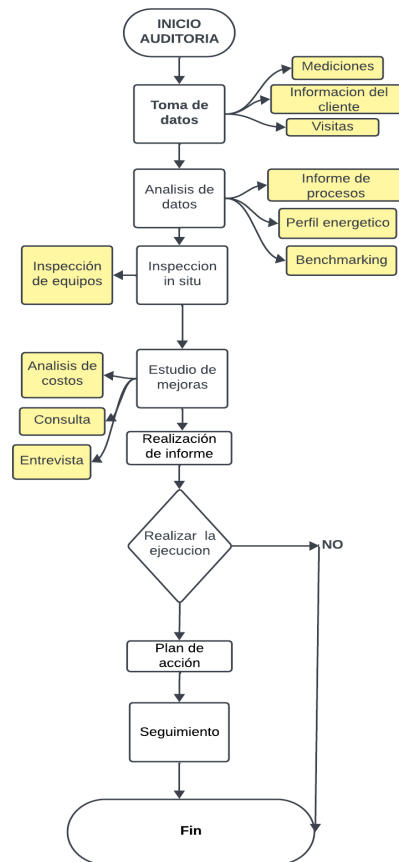 INICIO
AUDITORIA
Mediciones
Toma de
datos
Informacion del
cliente
Visitas
Analisis de
datos
Informe de
procesos
Perfil energetico
Benchmarking
Inspección
de equipos
Inspeccion
in situ
Estudio de
mejoras
Analisis de
costos
Consulta
Entrevista
Realización
de informe
Realizar la
ejecucion
NO
Plan de
acción
Seguimiento
Fin